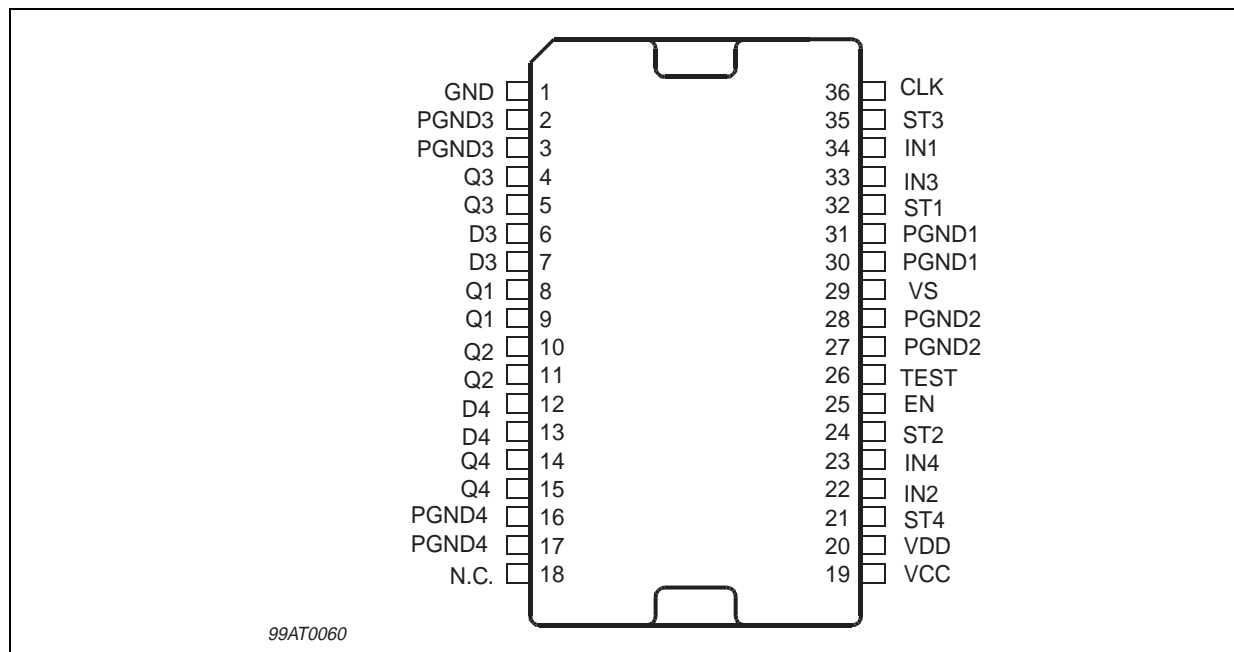 GND 1 36 CLK
PGND3 2 35 ST3
PGND3 3 34 IN1
Q3 4 33 IN3
Q3 5 32 ST1
D3 6 31 PGND1
D3 7 30 PGND1
Q1 8 29 VS
Q1 9 28 PGND2
Q2 10 27 PGND2
Q2 11 26 TEST
D4 12 25 EN
D4 13 24 ST2
Q4 14 23 IN4
Q4 15 22 IN2
PGND4 16 21 ST4
PGND4 17 20 VDD
N.C. 18 19 VCC
99AT0060